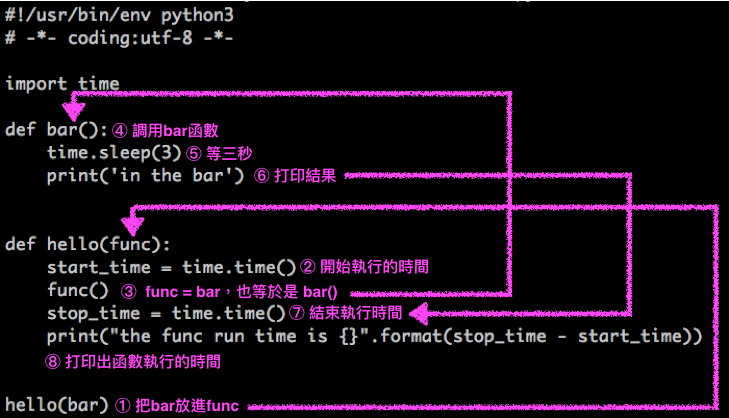 #!/usr/bin/env python3
# -*- coding:utf-8 -*-
import time
def bar(): ④ 調用bar函數
time.sleep(3) ⑤ 等三秒
print('in the bar') ⑥ 打印結果
def hello(func):
start_time = time.time() ② 開始執行的時間
func() ③ func = bar，也等於是 bar()
stop_time = time.time() ⑦ 結束執行時間
print("the func run time is {}".format(stop_time - start_time))
⑧ 打印出函數執行的時間
hello(bar) ① 把bar放進func